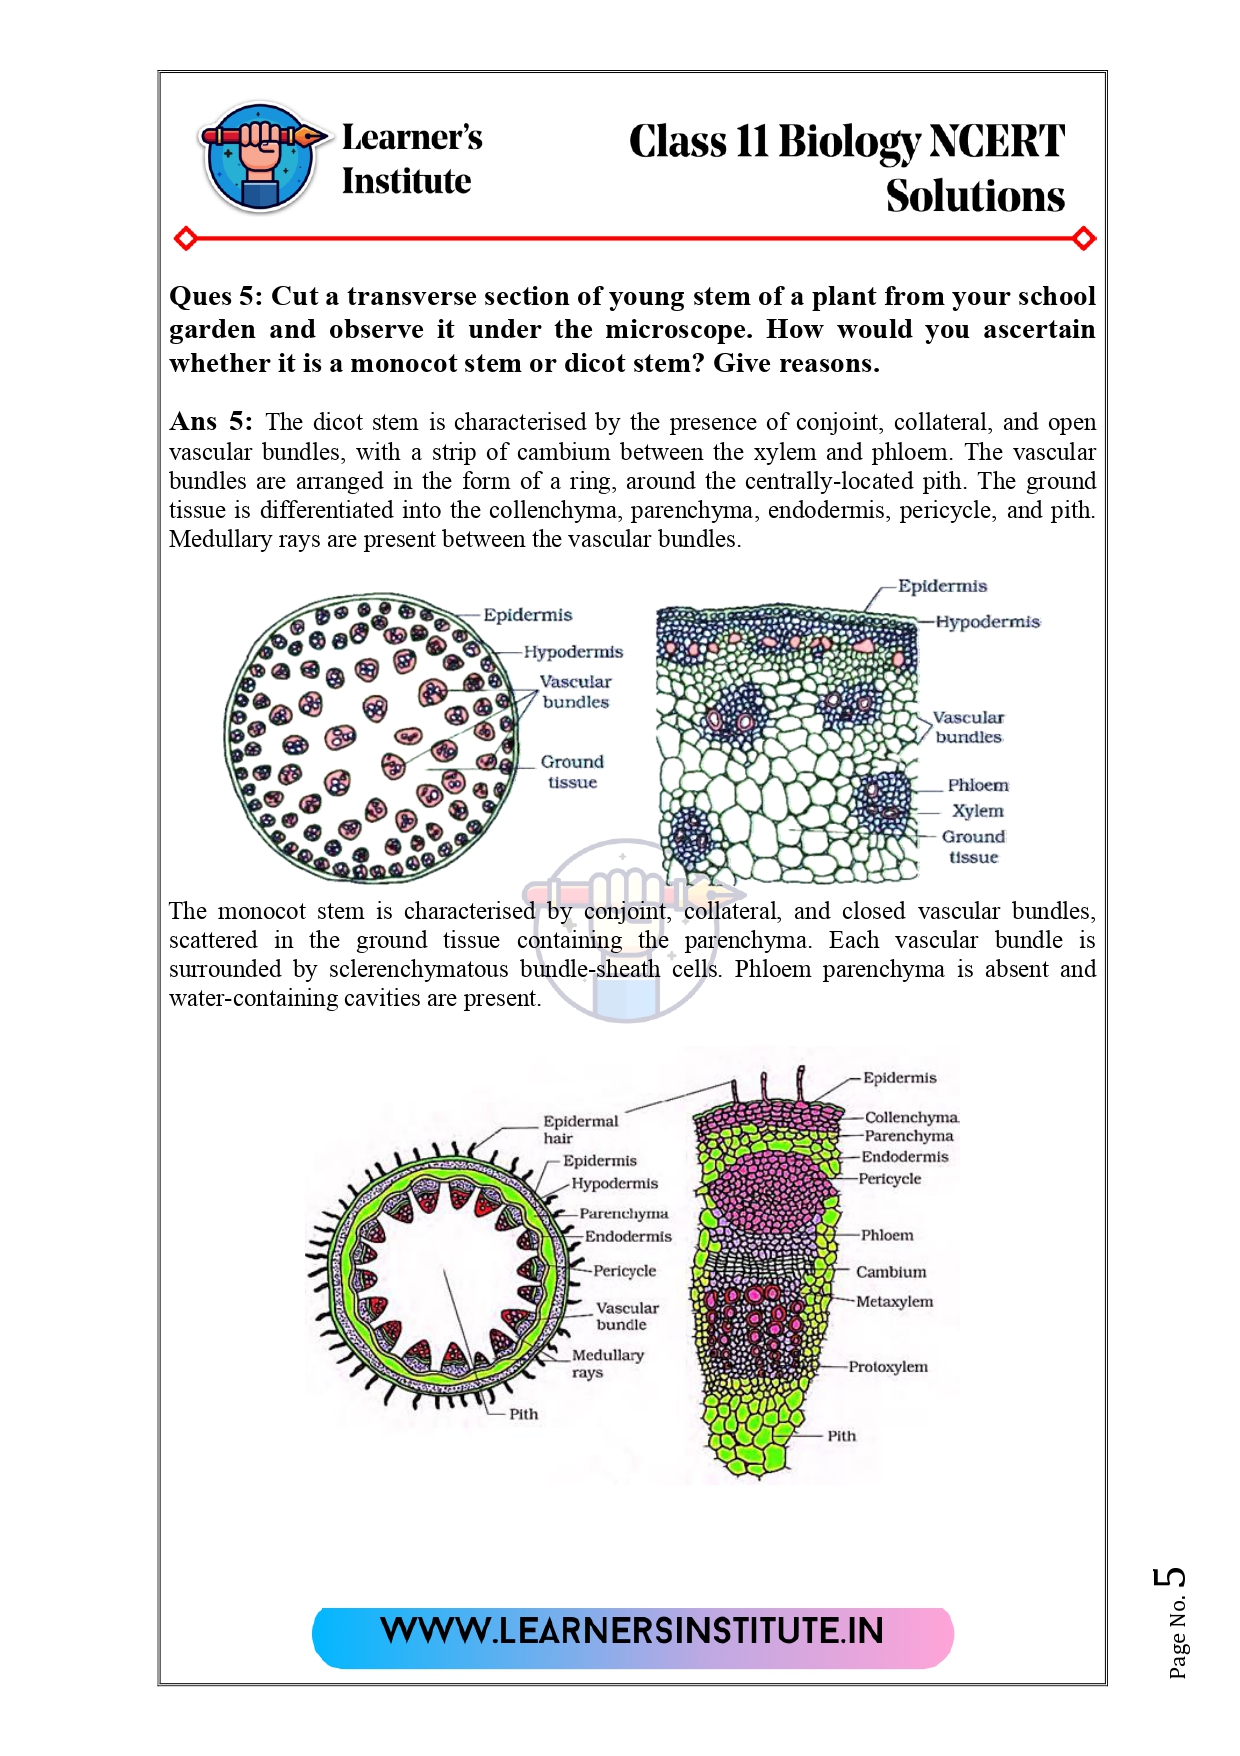 Learner's
Institute
Class 11 Biology NCERT
Solutions
Ques 5: Cut a transverse section of young stem of a plant from your school
garden and observe it under the microscope. How would you ascertain
whether it is a monocot stem or dicot stem? Give reasons.
Ans 5: The dicot stem is characterised by the presence of conjoint, collateral, and open
vascular bundles, with a strip of cambium between the xylem and phloem. The vascular
bundles are arranged in the form of a ring, around the centrally-located pith. The ground
tissue is differentiated into the collenchyma, parenchyma, endodermis, pericycle, and pith.
Medullary rays are present between the vascular bundles.
Epidermis
Hypodermis
Vascular
bundles
Ground
tissue
Epidermis
Hypodermis
Vascular
bundles
Phloem
Xylem
Ground
tissue
The monocot stem is characterised by conjoint, collateral, and closed vascular bundles,
scattered in the ground tissue containing the parenchyma. Each vascular bundle is
surrounded by sclerenchymatous bundle-sheath cells. Phloem parenchyma is absent and
water-containing cavities are present.
Epidermal
hair
Epidermis
Hypodermis
Parenchyma
Endodermis
Pericycle
Vascular
bundle
Medullary
rays
Pith
Epidermis
Collenchyma
Parenchyma
Endodermis
Pericycle
Phloem
Cambium
Metaxylem
Protoxylem
Pith
WWW.LEARNERSINSTITUTE.IN
Page No. 5